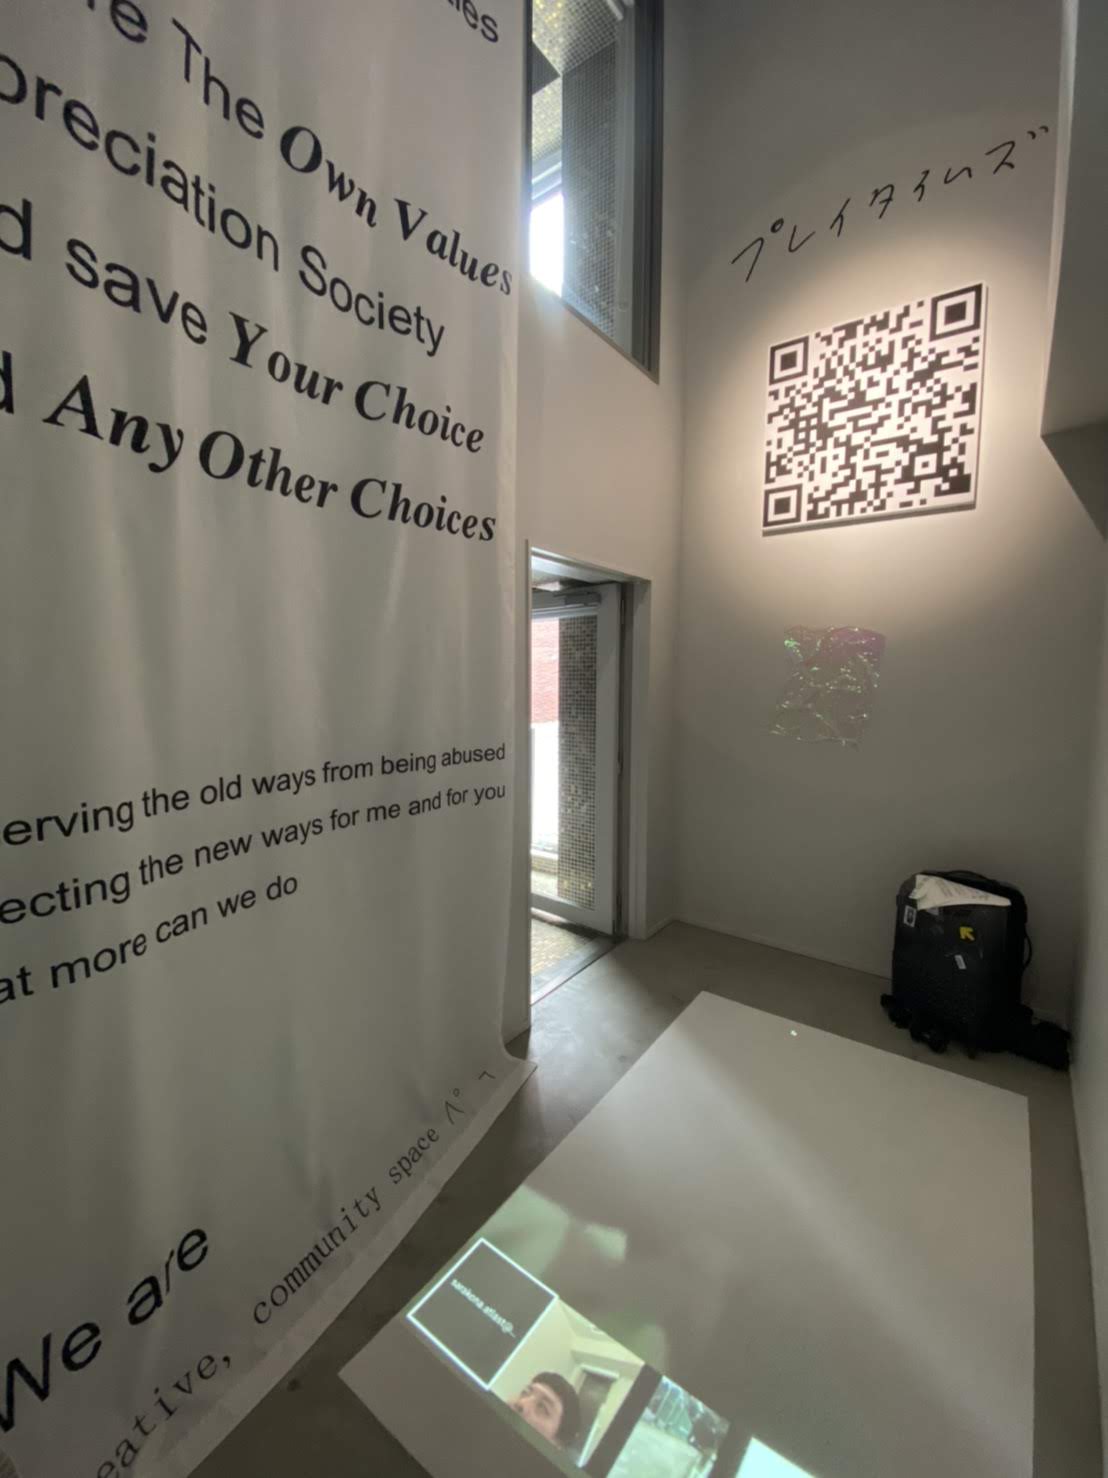 The Own Values
preciation Society
save Your Choice
Any Other Choices
erving the old ways from being abused
ecting the new ways for me and for you
at more can we do
We are
eative, community space
プレイタイムズ